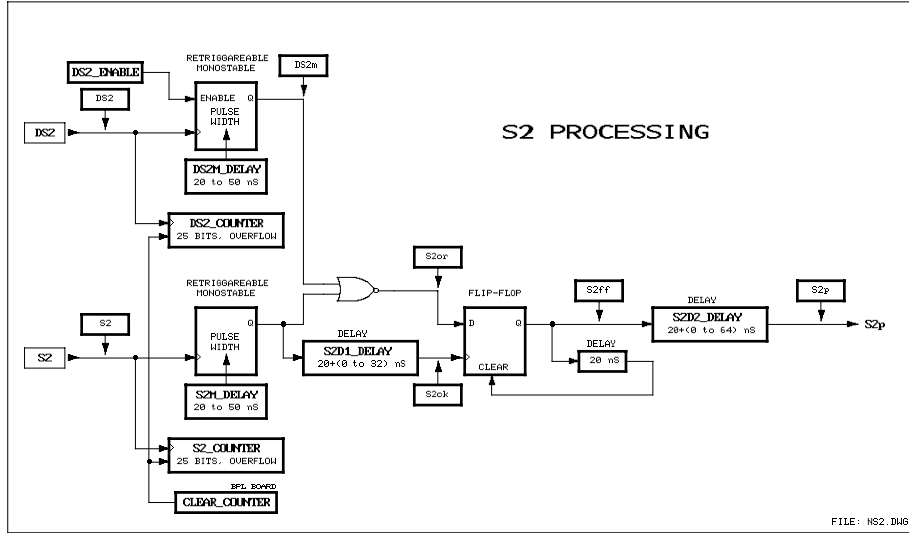 RETRIGGAREABLE
MONOSTABLE
DS2m
DS2_ENABLE
DS2
ENABLE Q
PULSE
WIDTH
DS2
S2 PROCESSING
DS2M_DELAY
20 to 50 nS
DS2_COUNTER
25 BITS, OVERFLOW
RETRIGGAREABLE
MONOSTABLE
S2or
FLIP-FLOP
S2ff
S2p
DELAY
S2
Q
PULSE
WIDTH
D Q
S2D2_DELAY
20+(0 to 64) nS
S2p
DELAY
S2D1_DELAY
20+(0 to 32) nS
DELAY
20 nS
S2
CLEAR
S2M_DELAY
20 to 50 nS
S2ck
S2_COUNTER
25 BITS, OVERFLOW
BPL BOARD
CLEAR_COUNTER
FILE: NS2.DWG